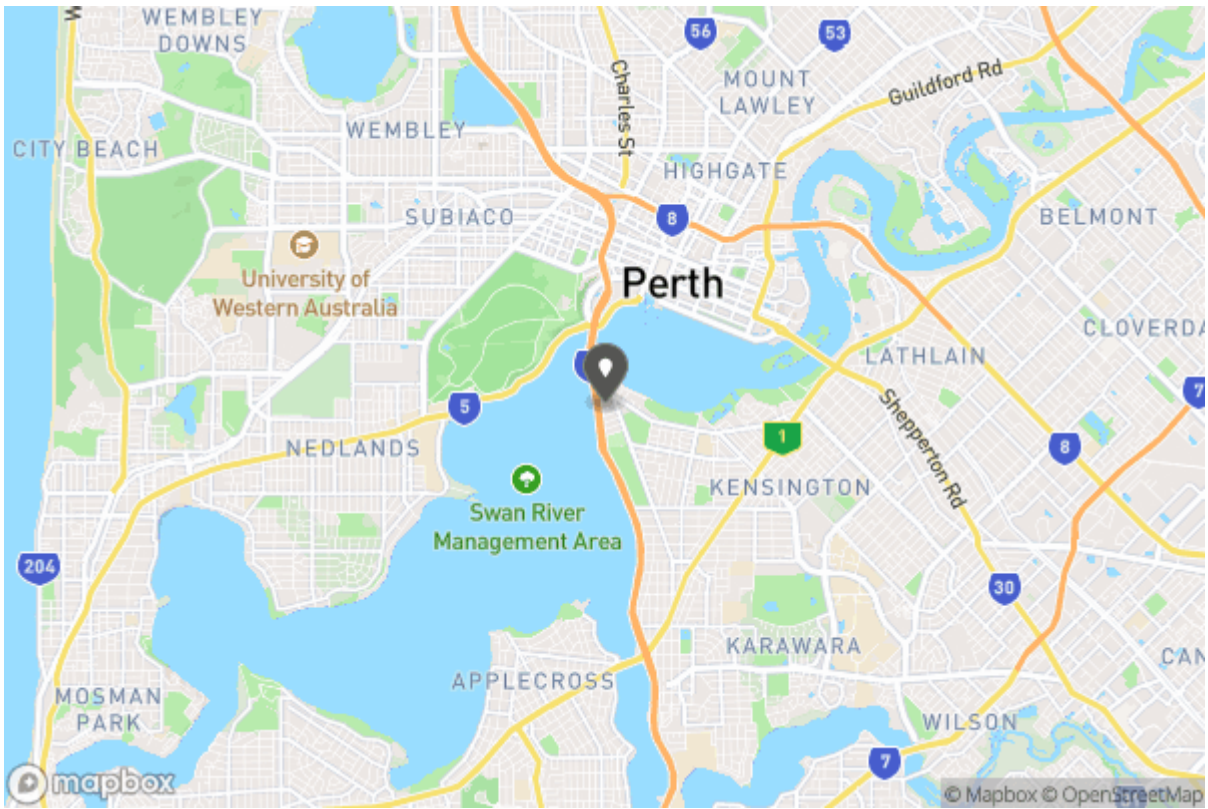 WEMBLEY
DOWNS
56
53
Charles St
MOUNT
LAWLEY
Guildford Rd
WEMBLEY
CITY BEACH
HIGHGATE
SUBIACO
8
BELMONT
University of
Western Australia
Perth
CLOVERDA
LATHLAIN
7
5
Shepperton Rd
NEDLANDS
1
8
KENSINGTON
Swan River
Management Area
204
30
KARAWARA
APPLECROSS
CAN
MOSMAN
PARK
WILSON
7
mapbox
© Mapbox © OpenStreetMap